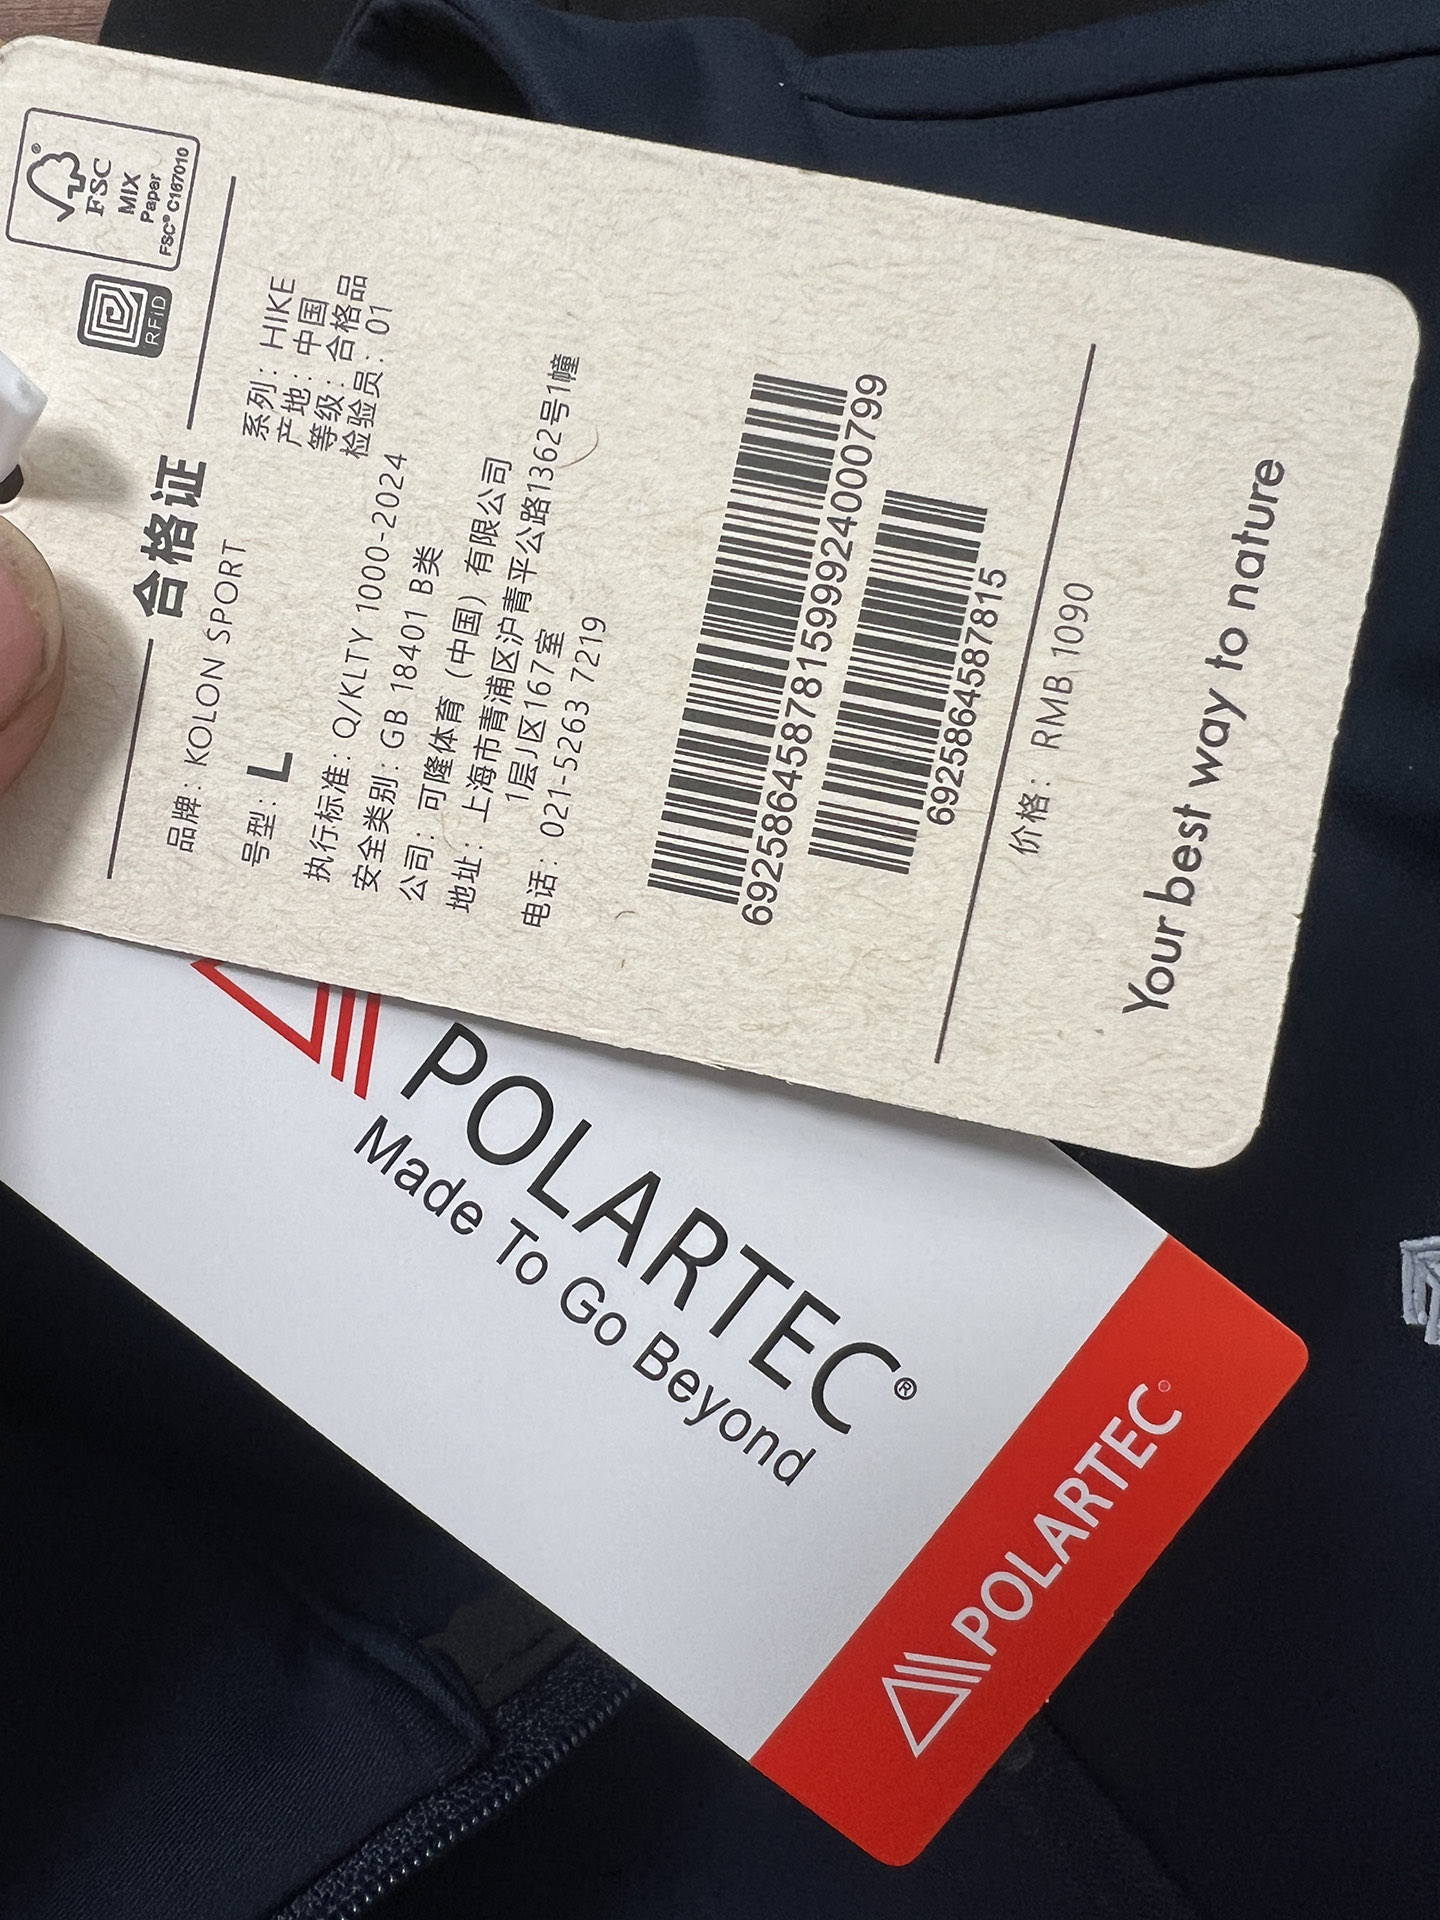 FSC
MIX
Paper
FSC® C167010
RFiD
合格证
品牌：KOLON SPORT
系列：HIKE
号型：L
产地：中国
等级：合格品
检验员：01
执行标准：Q/KLTY 1000-2024
安全类别：GB 18401 B类
公司：可隆体育（中国）有限公司
地址：上海市青浦区沪青平公路1362号1幢
1层J区167室
电话：021-5263 7219
69258645878159992400799
6925864587815
价格：RMB 1090
Your best way to nature
POLARTEC®
Made To Go Beyond
POLARTEC